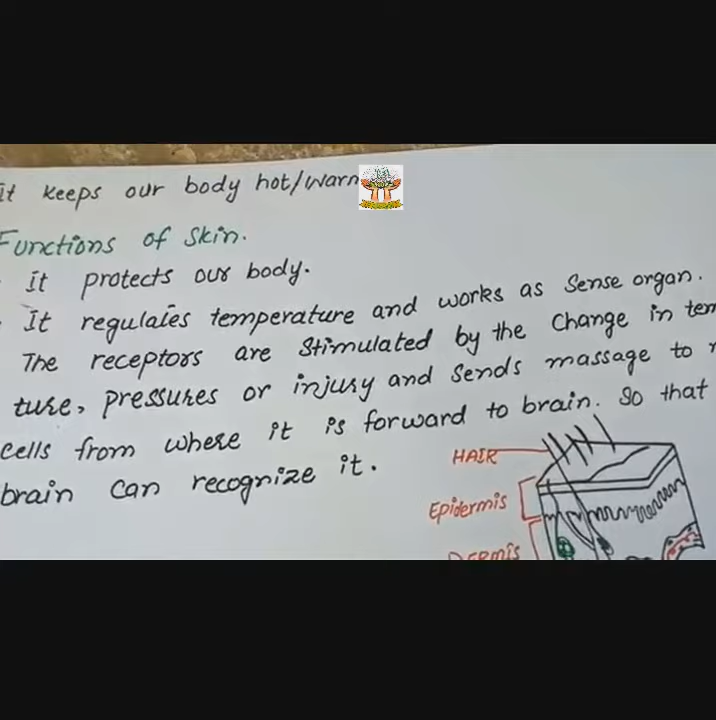 It keeps our body hot/warm
Functions of Skin.
It protects our body.
It regulates temperature and works as Sense organ.
The receptors are Stimulated by the Change in tem
ture, pressures or injury and Sends massage to
cells from where it is forward to brain. So that
brain can recognize it.
HAIR
Epidermis
DERMIS